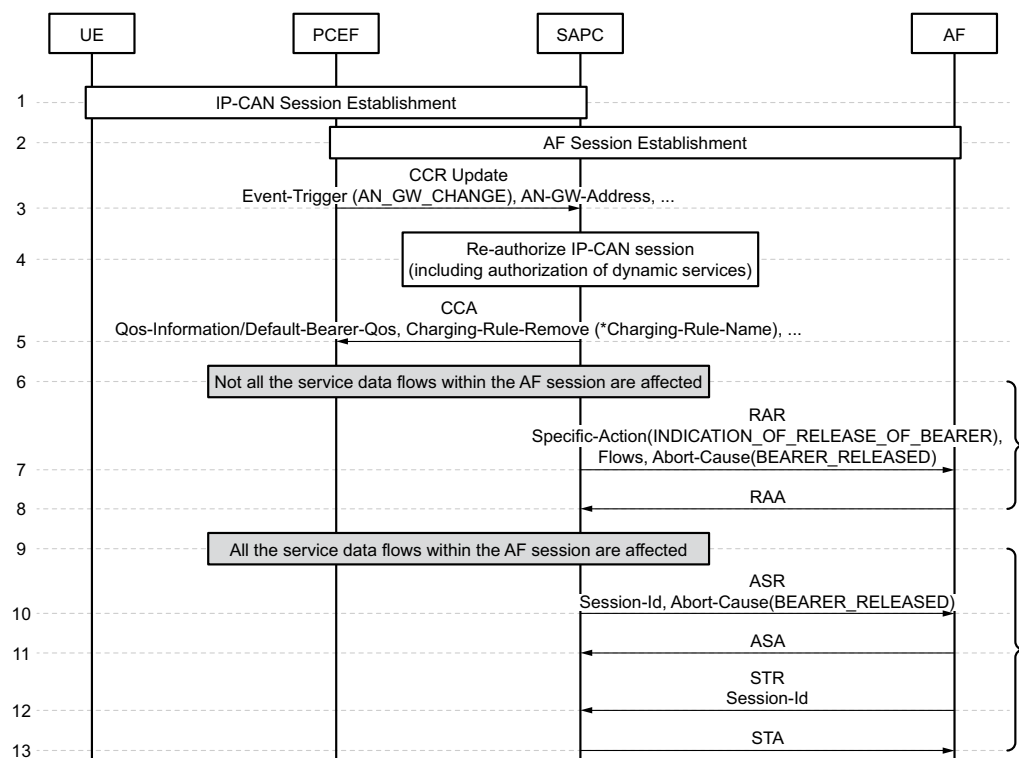 UE PCEF SAPC AF
1 IP-CAN Session Establishment
2 AF Session Establishment
CCR Update
Event-Trigger (AN_GW_CHANGE), AN-GW-Address, ...
3
Re-authorize IP-CAN session
4
(including authorization of dynamic services)
CCA
Qos-Information/Default-Bearer-Qos, Charging-Rule-Remove (*Charging-Rule-Name), ...
5
6 Not all the service data flows within the AF session are affected
RAR
Specific-Action(INDICATION_OF_RELEASE_OF_BEARER),
Flows, Abort-Cause(BEARER_RELEASED)
7
RAA
8
9 All the service data flows within the AF session are affected
ASR
Session-Id, Abort-Cause(BEARER_RELEASED)
10
ASA
11
STR
Session-Id
12
STA
13